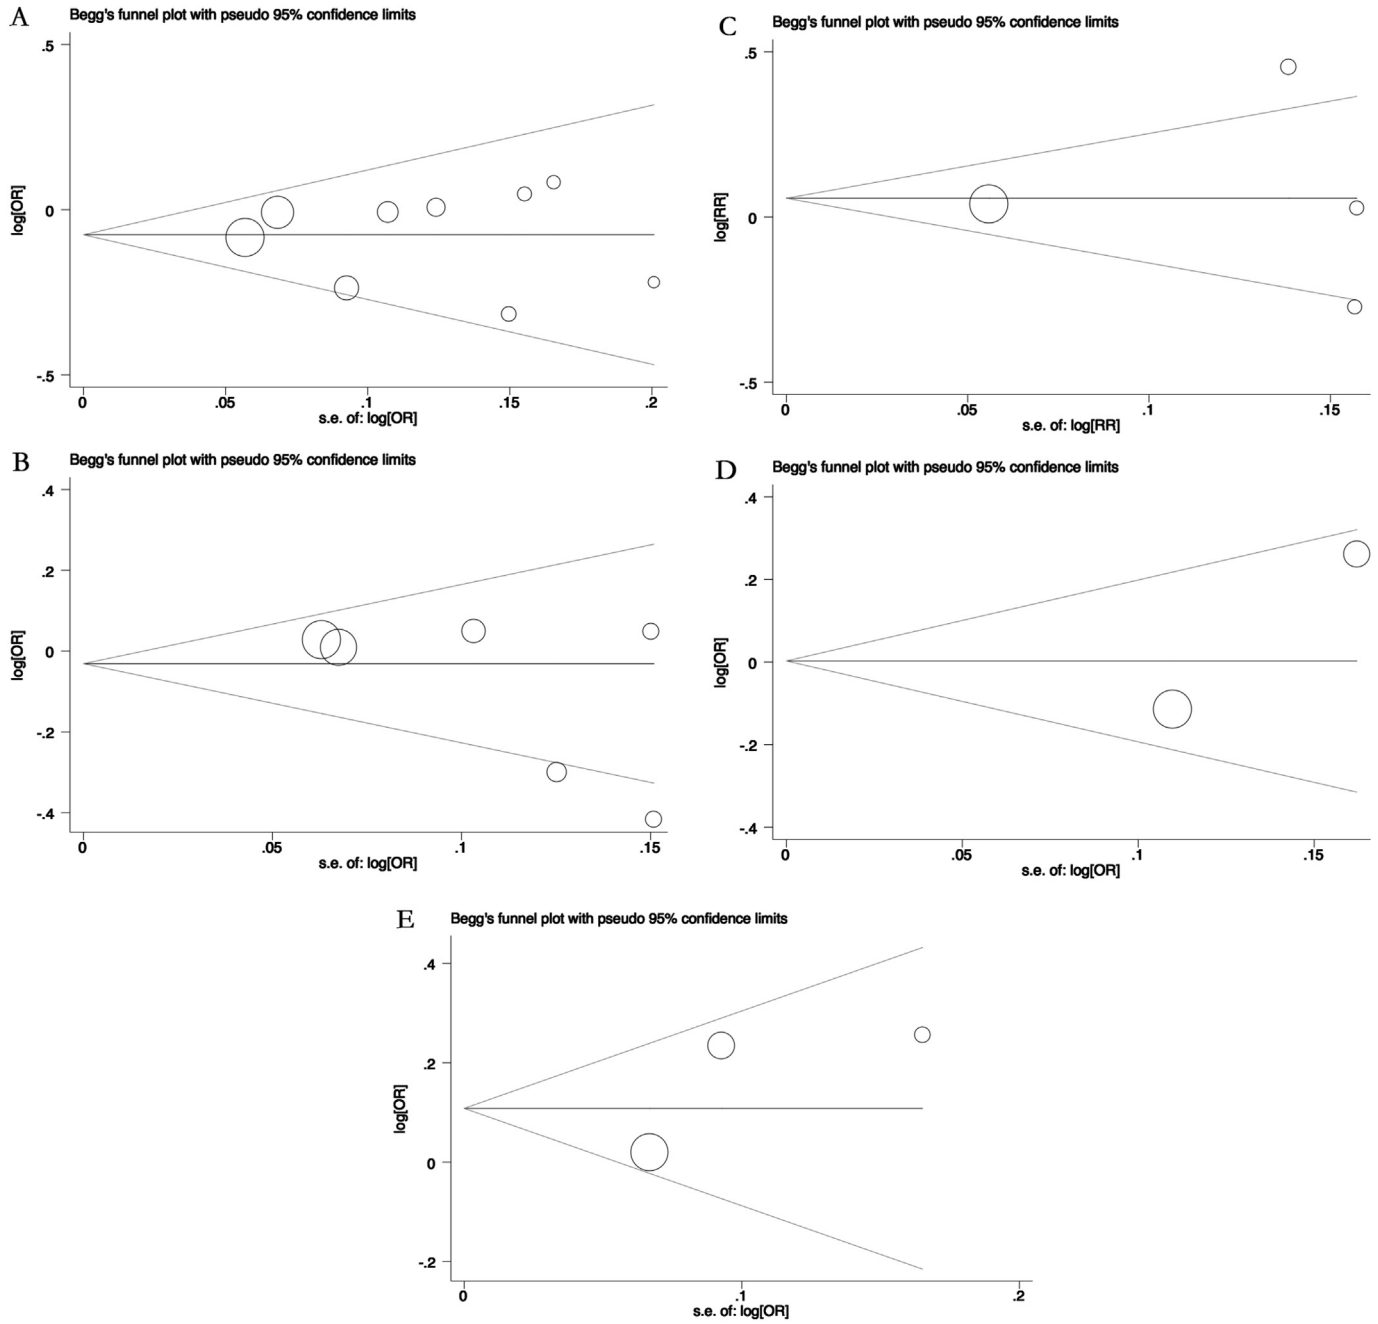 A
Begg's funnel plot with pseudo 95% confidence limits
.5
0
-.5
log[OR]
0
.05
.1
.15
.2
s.e. of: log[OR]
C
Begg's funnel plot with pseudo 95% confidence limits
.5
0
-.5
log[RR]
0
.05
.1
.15
s.e. of: log[RR]
B
Begg's funnel plot with pseudo 95% confidence limits
.4
.2
0
-.2
-.4
log[OR]
0
.05
.1
.15
s.e. of: log[OR]
D
Begg's funnel plot with pseudo 95% confidence limits
.4
.2
0
-.2
-.4
log[OR]
0
.05
.1
.15
s.e. of: log[OR]
E
Begg's funnel plot with pseudo 95% confidence limits
.4
.2
0
-.2
log[OR]
0
.1
.2
s.e. of: log[OR]